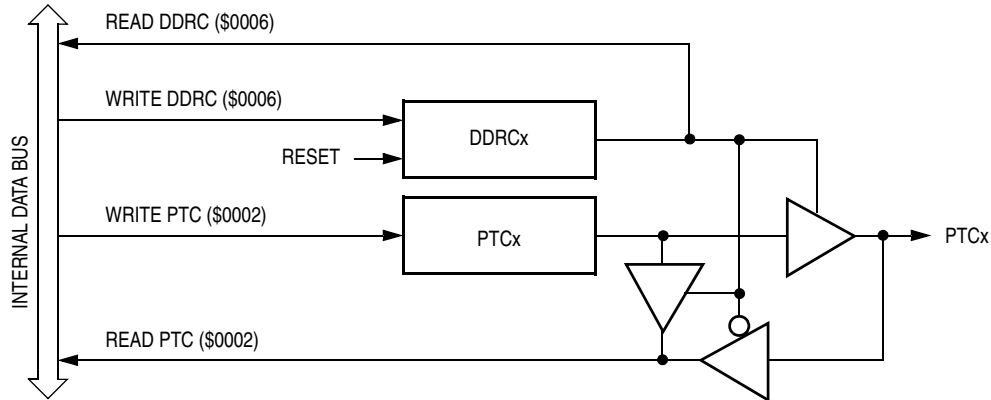 READ DDRC ($0006)
WRITE DDRC ($0006)
DDRCx
RESET
INTERNAL DATA BUS
WRITE PTC ($0002)
PTCx
PTCx
READ PTC ($0002)